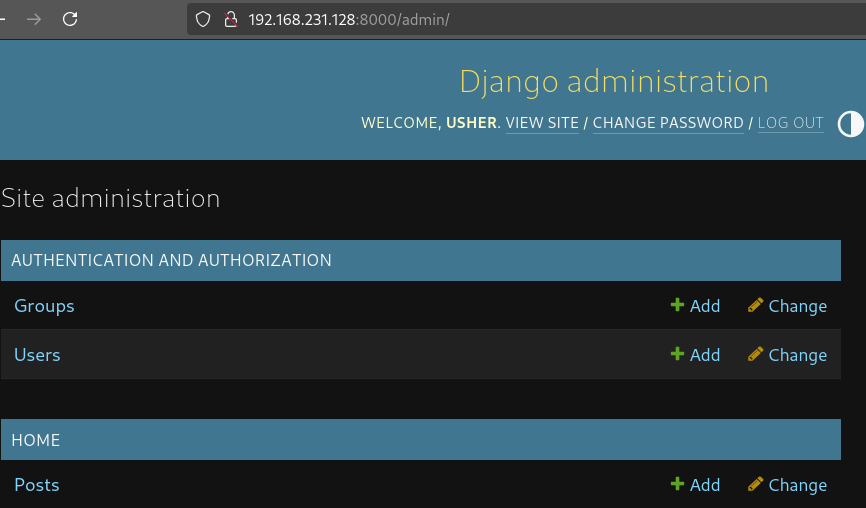 192.168.231.128:8000/admin/
Django administration
WELCOME, USHER. VIEW SITE / CHANGE PASSWORD / LOG OUT
Site administration
AUTHENTICATION AND AUTHORIZATION
Groups Add Change
Users Add Change
HOME
Posts Add Change